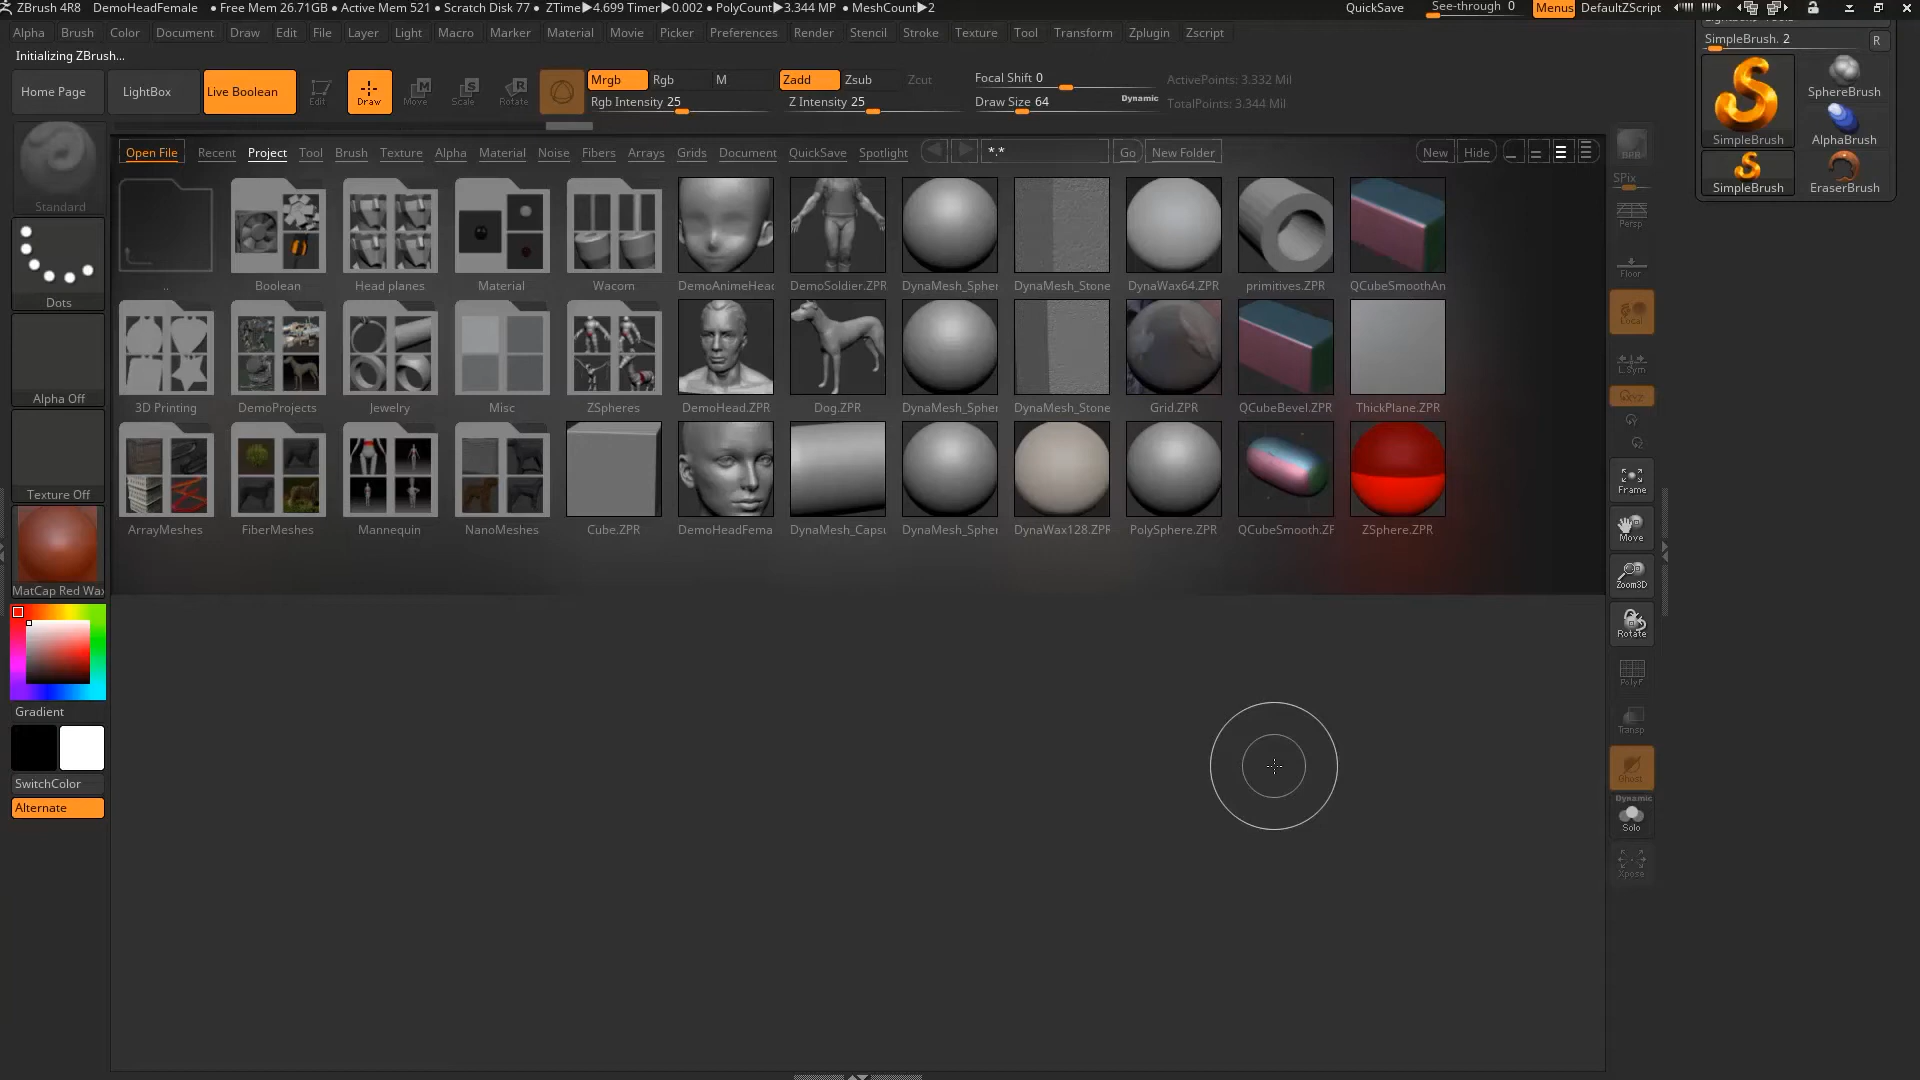 ZBrush 4R8 DemoHeadFemale • Free Mem 26.71GB • Active Mem 521 • Scratch Disk 77 • ZTime▶4.699 Timer▶0.002 • PolyCount▶3.344 MP • MeshCount▶2 QuickSave See-through 0 Menus DefaultZScript
Alpha Brush Color Document Draw Edit File Layer Light Macro Marker Material Movie Picker Preferences Render Stencil Stroke Texture Tool Transform Zplugin Zscript
Initializing ZBrush...
Home Page LightBox Live Boolean Edit Draw Move Scale Rotate
Mrgb Rgb M Zadd Zsub Zcut Focal Shift 0 ActivePoints: 3.332 Mil
Rgb Intensity 25 Z Intensity 25 Draw Size 64 Dynamic TotalPoints: 3.344 Mil
SimpleBrush. 2 R
SphereBrush
SimpleBrush AlphaBrush
SimpleBrush EraserBrush
Open File Recent Project Tool Brush Texture Alpha Material Noise Fibers Arrays Grids Document QuickSave Spotlight *.* Go New Folder New Hide
.. Boolean Head planes Material Wacom DemoAnimeHead DemoSoldier.ZPR DynaMesh_Spher DynaMesh_Stone DynaWax64.ZPR primitives.ZPR QCubeSmoothAn
3D Printing DemoProjects Jewelry Misc ZSpheres DemoHead.ZPR Dog.ZPR DynaMesh_Spher DynaMesh_Stone Grid.ZPR QCubeBevel.ZPR ThickPlane.ZPR
ArrayMeshes FiberMeshes Mannequin NanoMeshes Cube.ZPR DemoHeadFema DynaMesh_Capsu DynaMesh_Spher DynaWax128.ZPR PolySphere.ZPR QCubeSmooth.ZF ZSphere.ZPR
Standard
Dots
Alpha Off
Texture Off
MatCap Red Wax
Gradient
SwitchColor
Alternate
BPR
SPix
Persp
Floor
Local
L.Sym
Frame
Move
Zoom3D
Rotate
PolyF
Transp
Ghost
Dynamic
Solo
Xpose